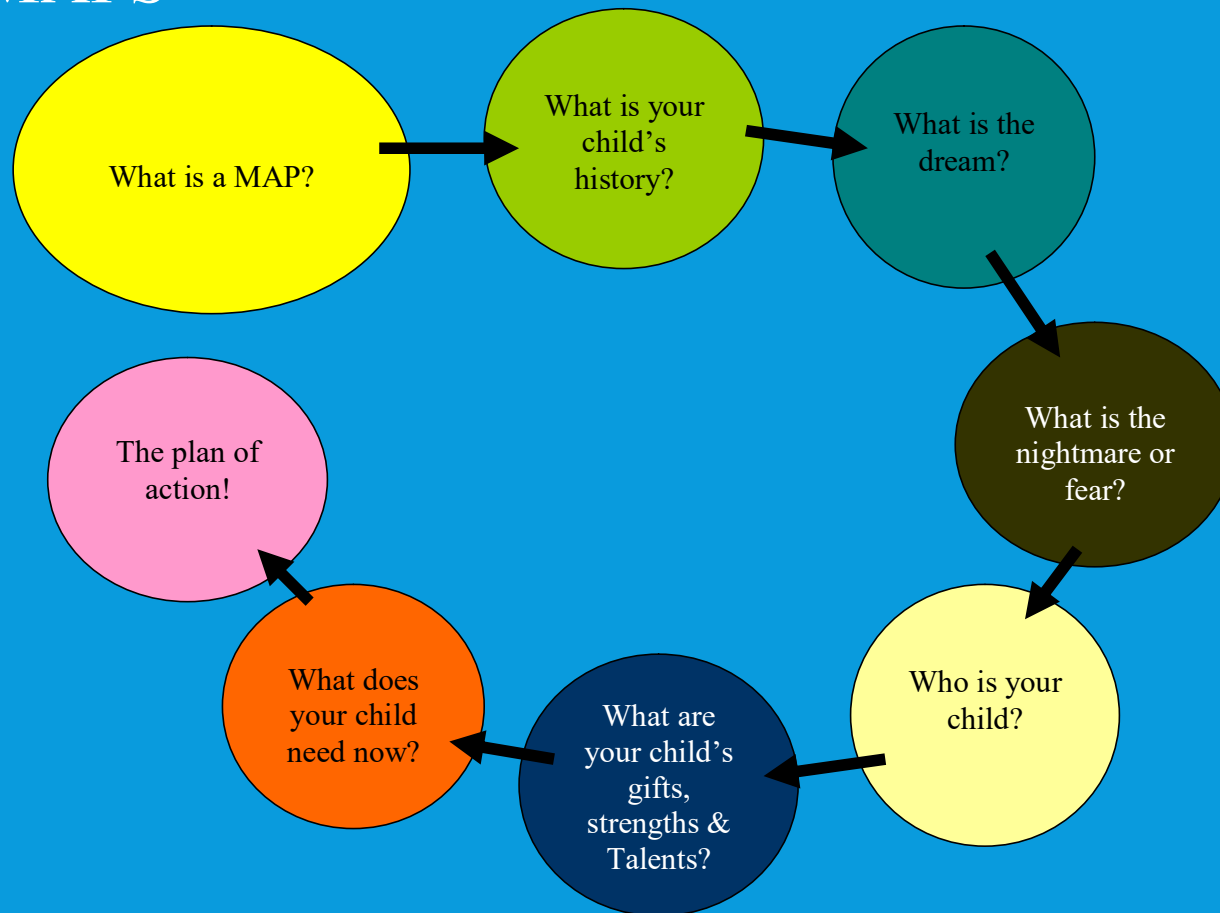 What is a MAP?
What is your
child’s
history?
What is the
dream?
What is the
nightmare or
fear?
Who is your
child?
What are
your child’s
gifts,
strengths &
Talents?
What does
your child
need now?
The plan of
action!